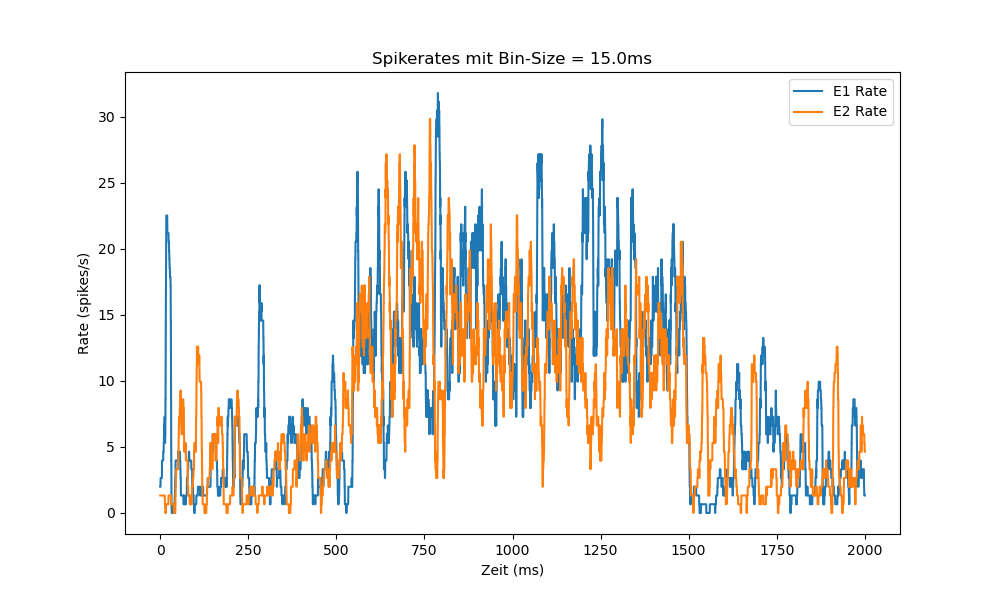 Spikerates mit Bin-Size = 15.0ms
E1 Rate
E2 Rate
Rate (spikes/s)
30
25
20
15
10
5
0
0 250 500 750 1000 1250 1500 1750 2000
Zeit (ms)